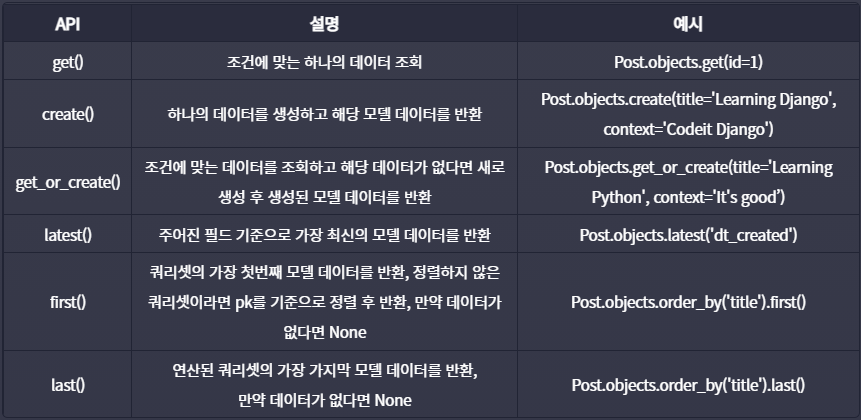 API
설명
예시
get()
조건에 맞는 하나의 데이터 조회
Post.objects.get(id=1)
create()
하나의 데이터를 생성하고 해당 모델 데이터를 반환
Post.objects.create(title='Learning Django',
context='Codeit Django')
get_or_create()
조건에 맞는 데이터를 조회하고 해당 데이터가 없다면 새로
생성 후 생성된 모델 데이터를 반환
Post.objects.get_or_create(title='Learning
Python', context='It's good’)
latest()
주어진 필드 기준으로 가장 최신의 모델 데이터를 반환
Post.objects.latest('dt_created')
first()
쿼리셋의 가장 첫번째 모델 데이터를 반환, 정렬하지 않은
쿼리셋이라면 pk를 기준으로 정렬 후 반환, 만약 데이터가
없다면 None
Post.objects.order_by('title').first()
last()
연산된 쿼리셋의 가장 가지막 모델 데이터를 반환,
만약 데이터가 없다면 None
Post.objects.order_by('title').last()